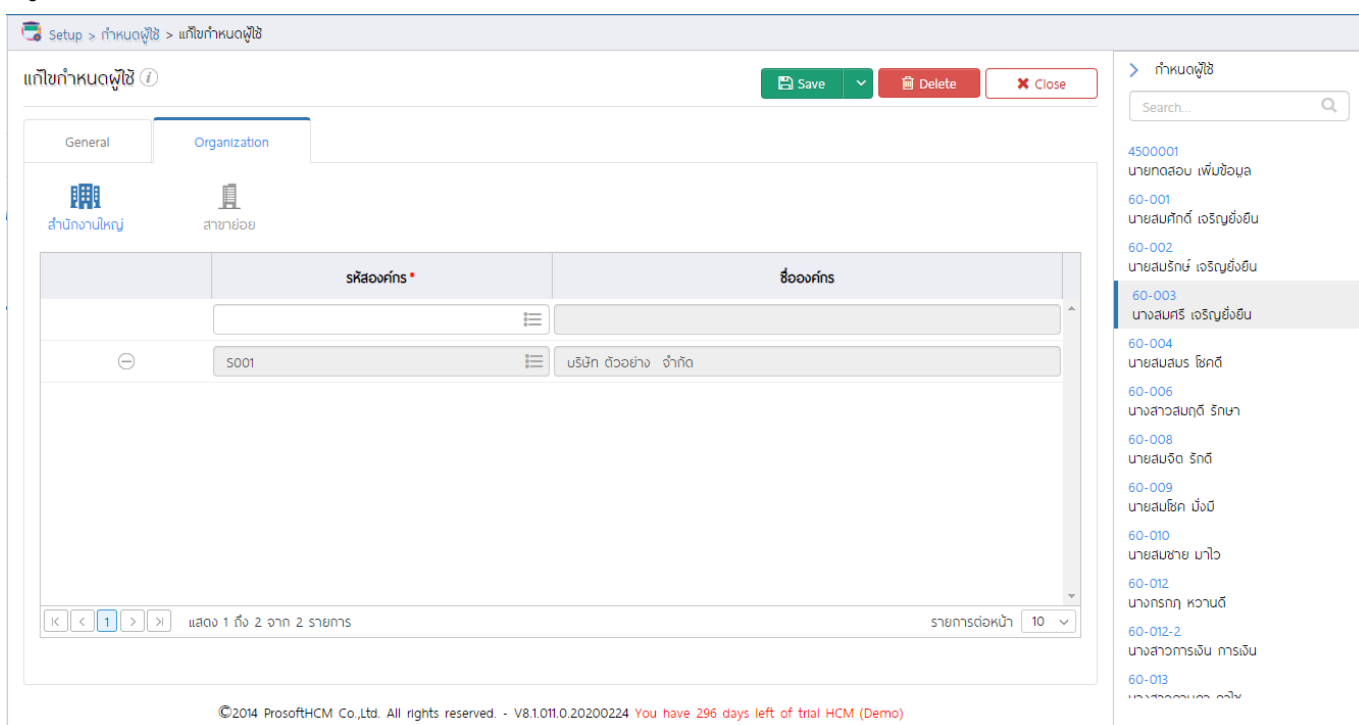 Setup > กำหนดผู้ใช้ > แก้ไขกำหนดผู้ใช้
แก้ไขกำหนดผู้ใช้
Save
Delete
Close
General
Organization
สำนักงานใหญ่
สาขาย่อย
รหัสองค์กร *
ชื่อองค์กร
S001
บริษัท ตัวอย่าง จำกัด
1
แสดง 1 ถึง 2 จาก 2 รายการ
รายการต่อหน้า 10
กำหนดผู้ใช้
Search...
4500001
นายทดสอบ เพิ่มข้อมูล
60-001
นายสมศักดิ์ เจริญยั่งยืน
60-002
นายสมรักษ์ เจริญยั่งยืน
60-003
นางสมศรี เจริญยั่งยืน
60-004
นายสมสมร โชคดี
60-006
นางสาวสมฤดี รักษา
60-008
นายสมจิต รักดี
60-009
นายสมโชค มั่งมี
60-010
นายสมชาย มาไว
60-012
นางกรกฎ หวานดี
60-012-2
นางสาวการเงิน การเงิน
60-013
©2014 ProsoftHCM Co.,Ltd. All rights reserved. - V8.1.011.0.20200224 You have 296 days left of trial HCM (Demo)